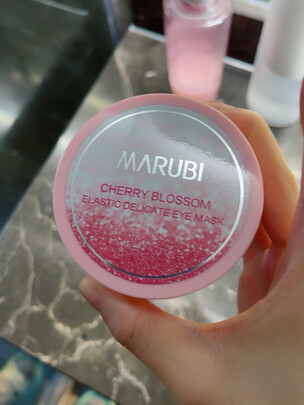 MARUBI
CHERRY BLOSSOM
ELASTIC DELICATE EYE MASK